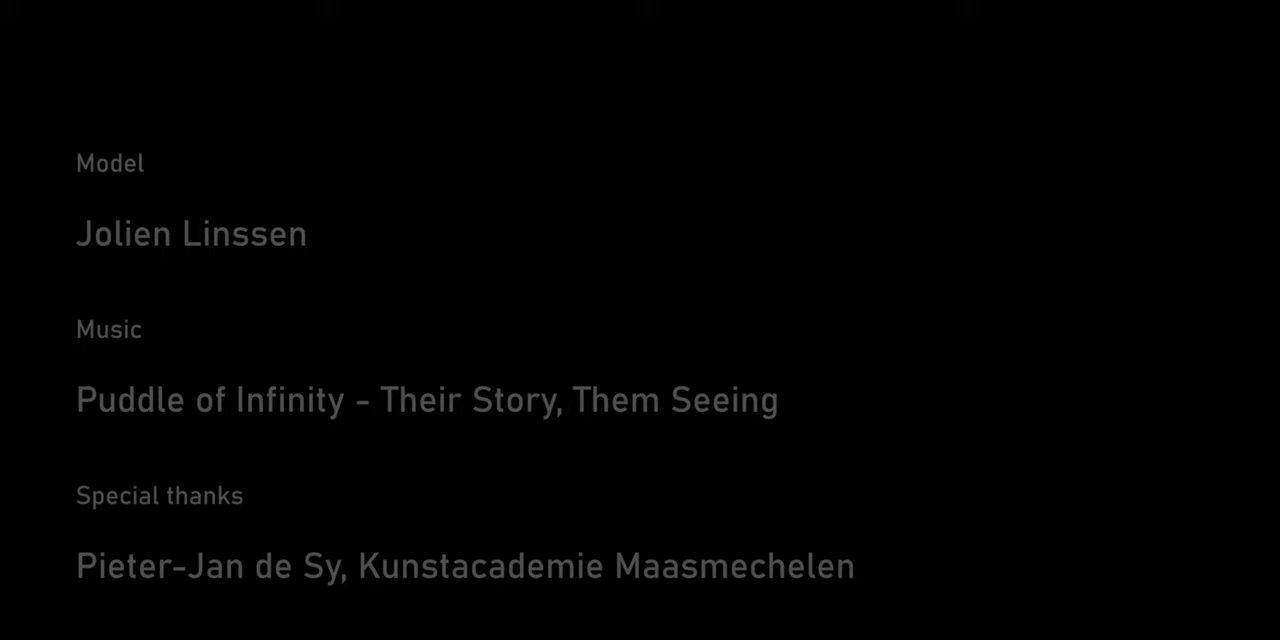 Model
Jolien Linssen
Music
Puddle of Infinity - Their Story, Them Seeing
Special thanks
Pieter-Jan de Sy, Kunstacademie Maasmechelen